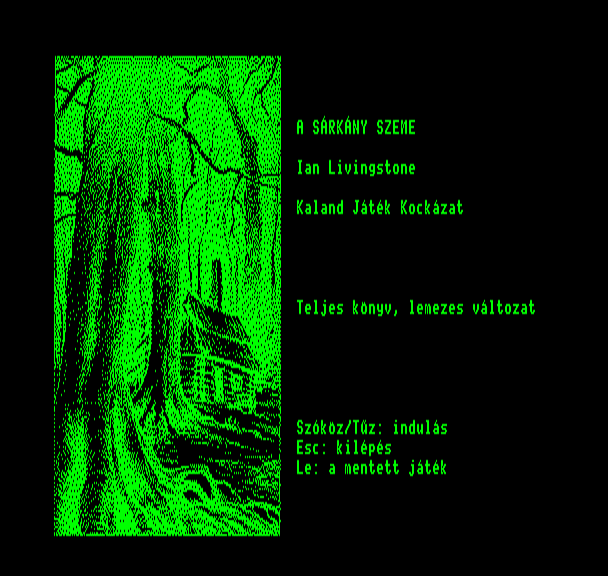 A SÁRKÁNY SZEME
Ian Livingstone
Kaland Játék Kockázat
Teljes könyv, lemezes változat
Szóköz/Tűz: indulás
Esc: kilépés
Le: a mentett játék